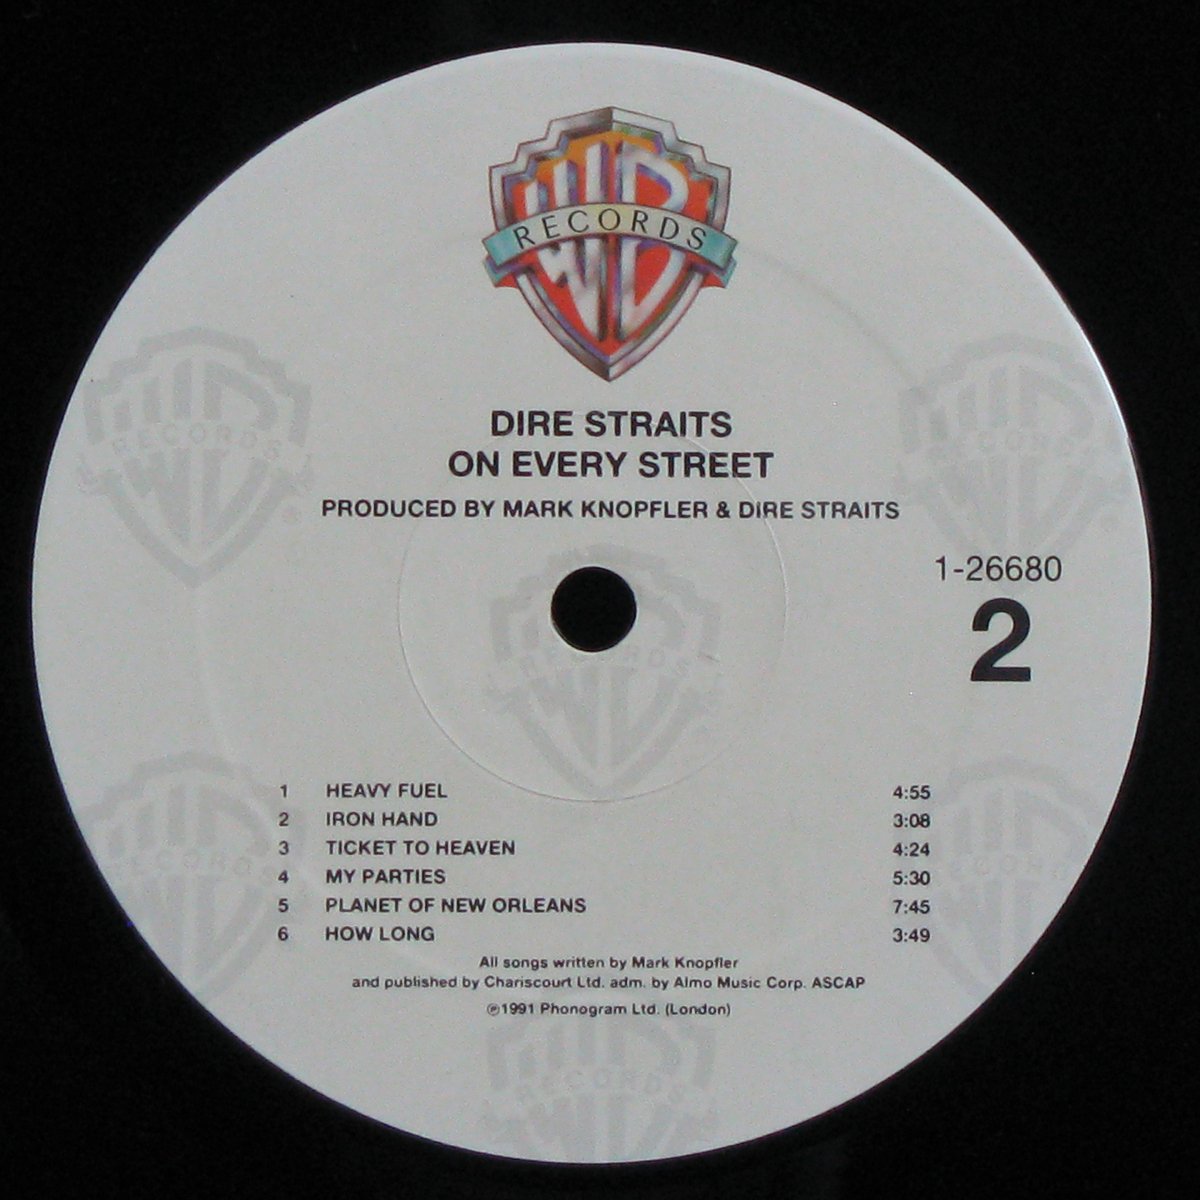 WB
RECORDS
DIRE STRAITS
ON EVERY STREET
PRODUCED BY MARK KNOPFLER & DIRE STRAITS
1-26680
2
1 HEAVY FUEL 4:55
2 IRON HAND 3:08
3 TICKET TO HEAVEN 4:24
4 MY PARTIES 5:30
5 PLANET OF NEW ORLEANS 7:45
6 HOW LONG 3:49
All songs written by Mark Knopfler
and published by Chariscourt Ltd. adm. by Almo Music Corp. ASCAP
℗1991 Phonogram Ltd. (London)